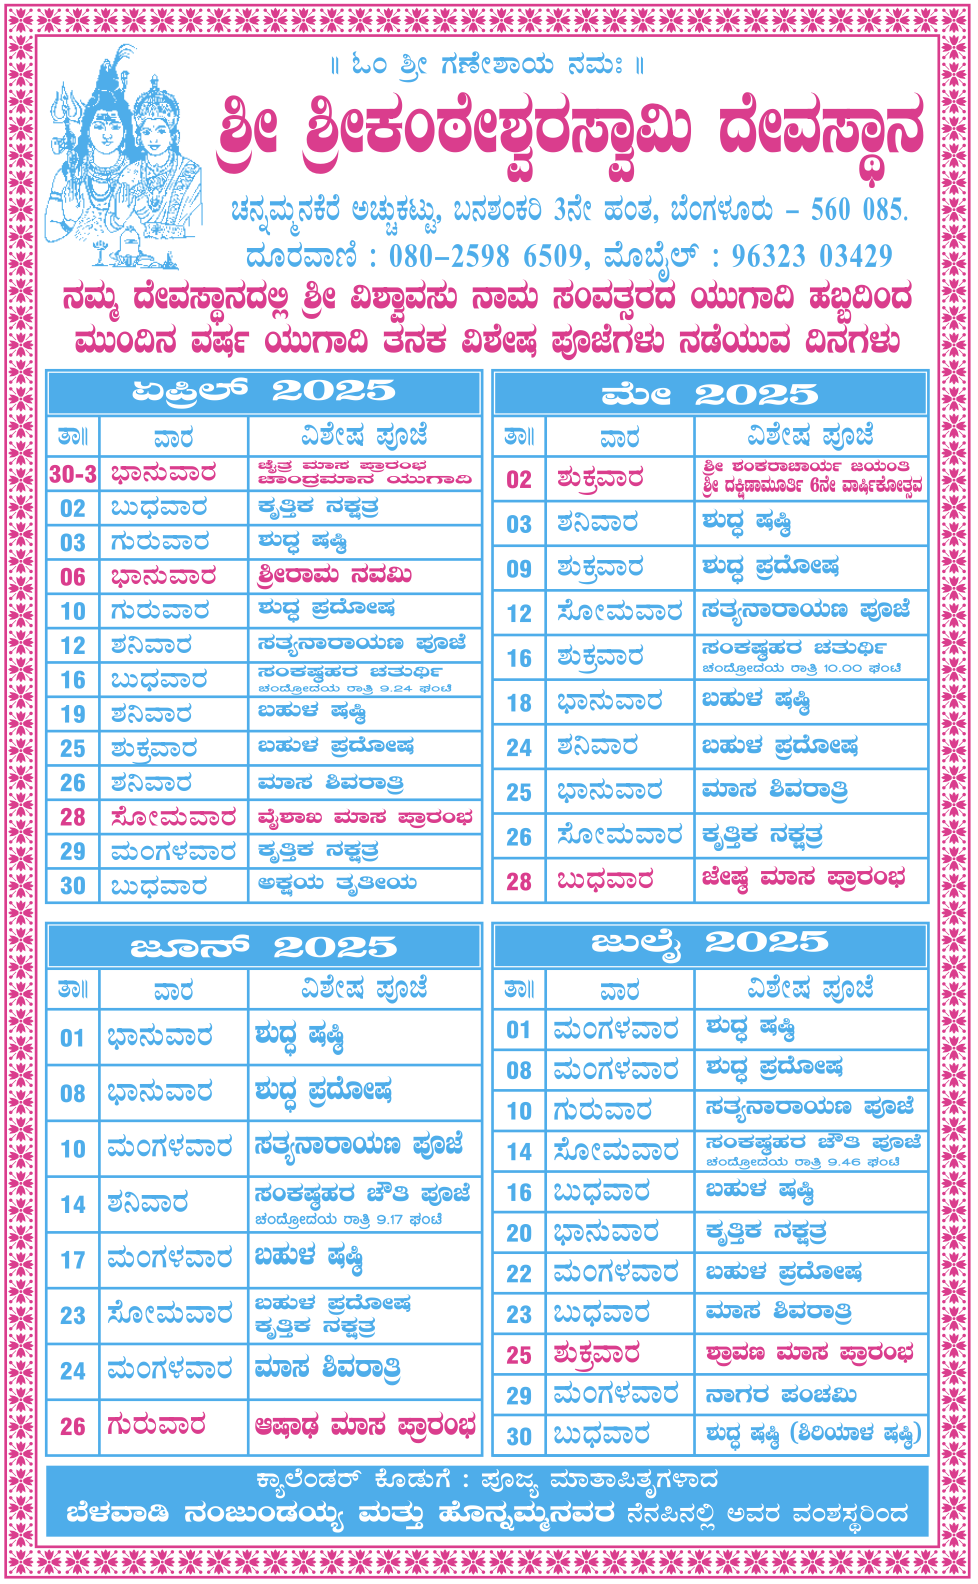 ॥ ಓಂ ಶ್ರೀ ಗಣೇಶಾಯ ನಮಃ ॥
ಶ್ರೀ ಶ್ರೀಕಂಠೇಶ್ವರಸ್ವಾಮಿ ದೇವಸ್ಥಾನ
ಚನ್ನಮ್ಮನಕೆರೆ ಅಚ್ಚುಕಟ್ಟು, ಬನಶಂಕರಿ 3ನೇ ಹಂತ, ಬೆಂಗಳೂರು – 560 085.
ದೂರವಾಣಿ : 080–2598 6509, ಮೊಬೈಲ್ : 96323 03429
ನಮ್ಮ ದೇವಸ್ಥಾನದಲ್ಲಿ ಶ್ರೀ ವಿಶ್ವಾವಸು ನಾಮ ಸಂವತ್ಸರದ ಯುಗಾದಿ ಹಬ್ಬದಿಂದ
ಮುಂದಿನ ವರ್ಷ ಯುಗಾದಿ ತನಕ ವಿಶೇಷ ಪೂಜೆಗಳು ನಡೆಯುವ ದಿನಗಳು
ಏಪ್ರಿಲ್ 2025
ತಾ॥ ವಾರ ವಿಶೇಷ ಪೂಜೆ
30-3 ಭಾನುವಾರ ಚೈತ್ರ ಮಾಸ ಪ್ರಾರಂಭ
ಚಾಂದ್ರಮಾನ ಯುಗಾದಿ
02 ಬುಧವಾರ ಕೃತ್ತಿಕ ನಕ್ಷತ್ರ
03 ಗುರುವಾರ ಶುದ್ಧ ಷಷ್ಠಿ
06 ಭಾನುವಾರ ಶ್ರೀರಾಮ ನವಮಿ
10 ಗುರುವಾರ ಶುದ್ಧ ಪ್ರದೋಷ
12 ಶನಿವಾರ ಸತ್ಯನಾರಾಯಣ ಪೂಜೆ
16 ಬುಧವಾರ ಸಂಕಷ್ಠಹರ ಚತುರ್ಥಿ
ಚಂದ್ರೋದಯ ರಾತ್ರಿ 9.24 ಘಂಟೆ
19 ಶನಿವಾರ ಬಹುಳ ಷಷ್ಠಿ
25 ಶುಕ್ರವಾರ ಬಹುಳ ಪ್ರದೋಷ
26 ಶನಿವಾರ ಮಾಸ ಶಿವರಾತ್ರಿ
28 ಸೋಮವಾರ ವೈಶಾಖ ಮಾಸ ಪ್ರಾರಂಭ
29 ಮಂಗಳವಾರ ಕೃತ್ತಿಕ ನಕ್ಷತ್ರ
30 ಬುಧವಾರ ಅಕ್ಷಯ ತೃತೀಯ
ಮೇ 2025
ತಾ॥ ವಾರ ವಿಶೇಷ ಪೂಜೆ
02 ಶುಕ್ರವಾರ ಶ್ರೀ ಶಂಕರಾಚಾರ್ಯ ಜಯಂತಿ
ಶ್ರೀ ದಕ್ಷಿಣಾಮೂರ್ತಿ 6ನೇ ವಾರ್ಷಿಕೋತ್ಸವ
03 ಶನಿವಾರ ಶುದ್ಧ ಷಷ್ಠಿ
09 ಶುಕ್ರವಾರ ಶುದ್ಧ ಪ್ರದೋಷ
12 ಸೋಮವಾರ ಸತ್ಯನಾರಾಯಣ ಪೂಜೆ
16 ಶುಕ್ರವಾರ ಸಂಕಷ್ಠಹರ ಚತುರ್ಥಿ
ಚಂದ್ರೋದಯ ರಾತ್ರಿ 10.00 ಘಂಟೆ
18 ಭಾನುವಾರ ಬಹುಳ ಷಷ್ಠಿ
24 ಶನಿವಾರ ಬಹುಳ ಪ್ರದೋಷ
25 ಭಾನುವಾರ ಮಾಸ ಶಿವರಾತ್ರಿ
26 ಸೋಮವಾರ ಕೃತ್ತಿಕ ನಕ್ಷತ್ರ
28 ಬುಧವಾರ ಜೇಷ್ಠ ಮಾಸ ಪ್ರಾರಂಭ
ಜೂನ್ 2025
ತಾ॥ ವಾರ ವಿಶೇಷ ಪೂಜೆ
01 ಭಾನುವಾರ ಶುದ್ಧ ಷಷ್ಠಿ
08 ಭಾನುವಾರ ಶುದ್ಧ ಪ್ರದೋಷ
10 ಮಂಗಳವಾರ ಸತ್ಯನಾರಾಯಣ ಪೂಜೆ
14 ಶನಿವಾರ ಸಂಕಷ್ಠಹರ ಚೌತಿ ಪೂಜೆ
ಚಂದ್ರೋದಯ ರಾತ್ರಿ 9.17 ಘಂಟೆ
17 ಮಂಗಳವಾರ ಬಹುಳ ಷಷ್ಠಿ
23 ಸೋಮವಾರ ಬಹುಳ ಪ್ರದೋಷ
ಕೃತ್ತಿಕ ನಕ್ಷತ್ರ
24 ಮಂಗಳವಾರ ಮಾಸ ಶಿವರಾತ್ರಿ
26 ಗುರುವಾರ ಆಷಾಢ ಮಾಸ ಪ್ರಾರಂಭ
ಜುಲೈ 2025
ತಾ॥ ವಾರ ವಿಶೇಷ ಪೂಜೆ
01 ಮಂಗಳವಾರ ಶುದ್ಧ ಷಷ್ಠಿ
08 ಮಂಗಳವಾರ ಶುದ್ಧ ಪ್ರದೋಷ
10 ಗುರುವಾರ ಸತ್ಯನಾರಾಯಣ ಪೂಜೆ
14 ಸೋಮವಾರ ಸಂಕಷ್ಠಹರ ಚೌತಿ ಪೂಜೆ
ಚಂದ್ರೋದಯ ರಾತ್ರಿ 9.46 ಘಂಟೆ
16 ಬುಧವಾರ ಬಹುಳ ಷಷ್ಠಿ
20 ಭಾನುವಾರ ಕೃತ್ತಿಕ ನಕ್ಷತ್ರ
22 ಮಂಗಳವಾರ ಬಹುಳ ಪ್ರದೋಷ
23 ಬುಧವಾರ ಮಾಸ ಶಿವರಾತ್ರಿ
25 ಶುಕ್ರವಾರ ಶ್ರಾವಣ ಮಾಸ ಪ್ರಾರಂಭ
29 ಮಂಗಳವಾರ ನಾಗರ ಪಂಚಮಿ
30 ಬುಧವಾರ ಶುದ್ಧ ಷಷ್ಠಿ (ಶಿರಿಯಾಳ ಷಷ್ಠಿ)
ಕ್ಯಾಲೆಂಡರ್ ಕೊಡುಗೆ : ಪೂಜ್ಯ ಮಾತಾಪಿತೃಗಳಾದ
ಬೆಳವಾಡಿ ನಂಜುಂಡಯ್ಯ ಮತ್ತು ಹೊನ್ನಮ್ಮನವರ ನೆನಪಿನಲ್ಲಿ ಅವರ ವಂಶಸ್ಥರಿಂದ